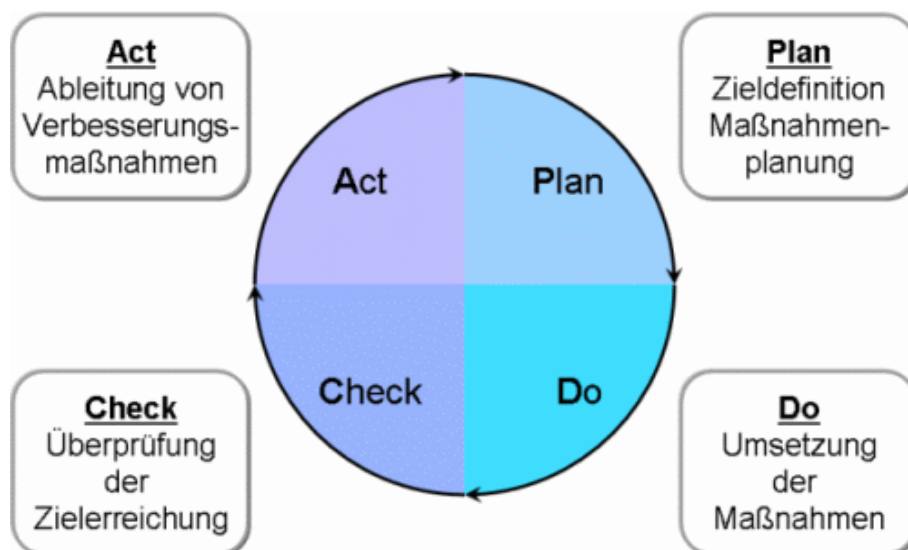 Act
Ableitung von
Verbesserungs-
maßnahmen
Plan
Zieldefinition
Maßnahmen-
planung
Act
Plan
Check
Do
Check
Überprüfung
der
Zielerreichung
Do
Umsetzung
der
Maßnahmen